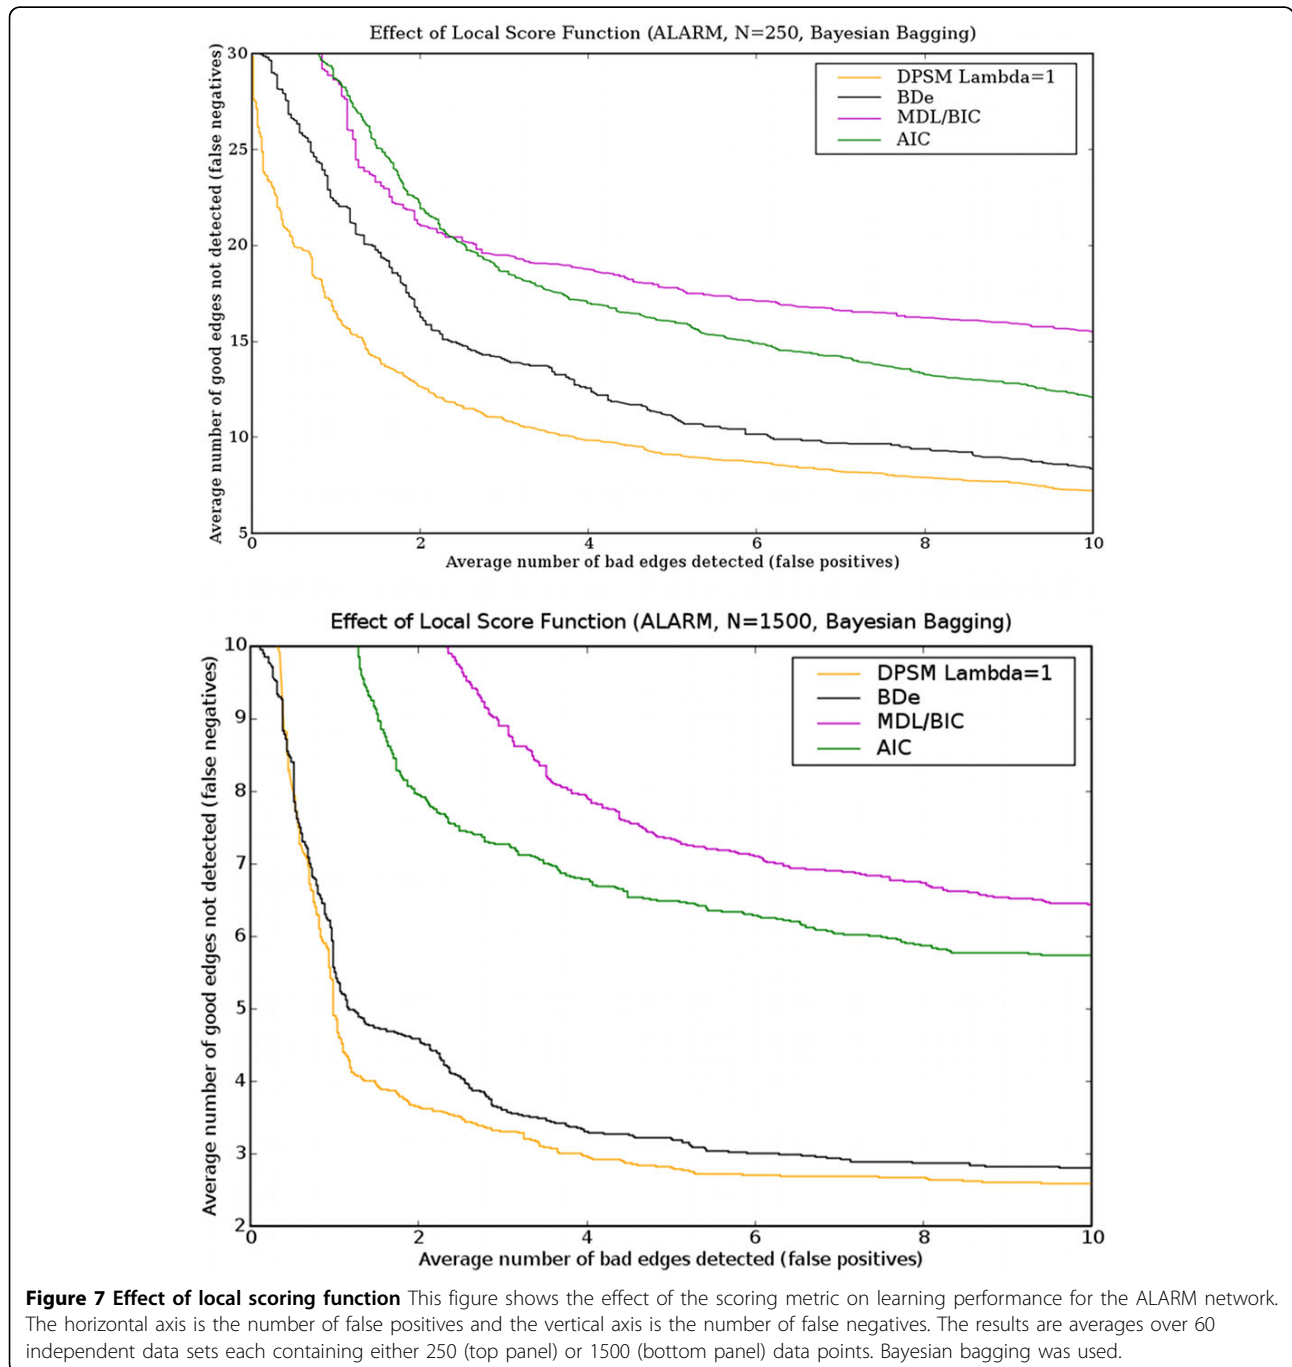 Effect of Local Score Function (ALARM, N=250, Bayesian Bagging)
Average number of good edges not detected (false negatives)
30
25
20
15
10
5
DPSM Lambda=1
BDe
MDL/BIC
AIC
0 2 4 6 8 10
Average number of bad edges detected (false positives)
Effect of Local Score Function (ALARM, N=1500, Bayesian Bagging)
Average number of good edges not detected (false negatives)
10
9
8
7
6
5
4
3
2
DPSM Lambda=1
BDe
MDL/BIC
AIC
0 2 4 6 8 10
Average number of bad edges detected (false positives)
Figure 7 Effect of local scoring function This figure shows the effect of the scoring metric on learning performance for the ALARM network.
The horizontal axis is the number of false positives and the vertical axis is the number of false negatives. The results are averages over 60
independent data sets each containing either 250 (top panel) or 1500 (bottom panel) data points. Bayesian bagging was used.